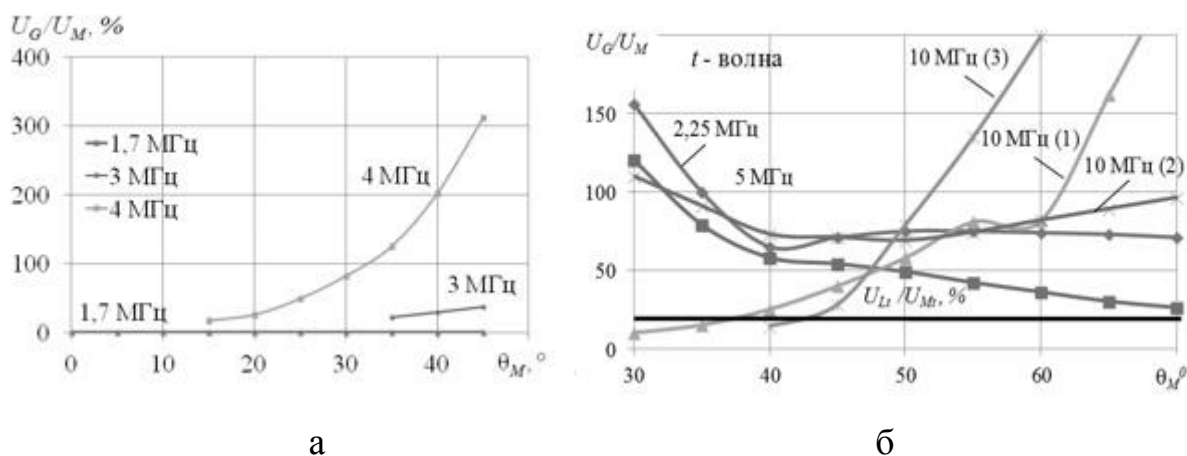 U_G/U_M, %
400
300
200
100
0
1,7 МГц
3 МГц
4 МГц
4 МГц
3 МГц
1,7 МГц
0 10 20 30 40 θ_M, °
а
U_G/U_M
t - волна
10 МГц (3)
150
2,25 МГц
10 МГц (1)
5 МГц
10 МГц (2)
100
50
U_Lt /U_Mt, %
0
30 40 50 60 θ_M⁰
б